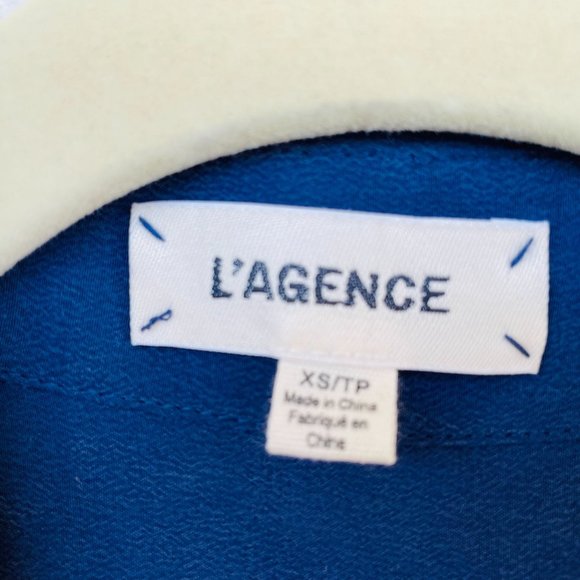 L'AGENCE
XS/TP
Made in China
Fabriqué en
Chine